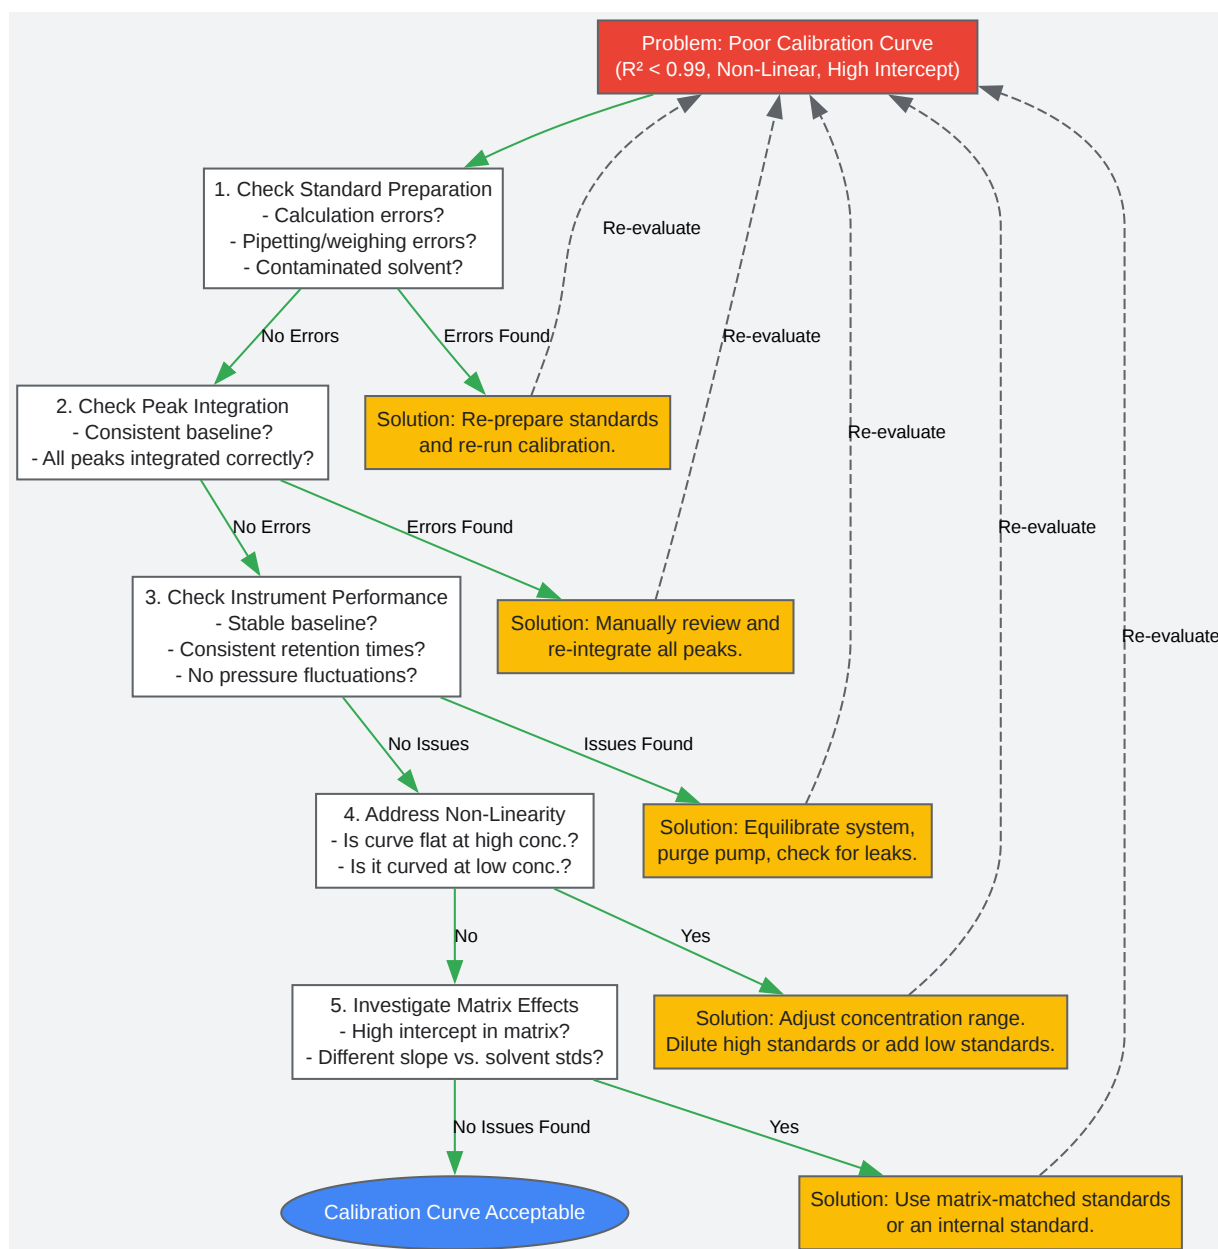 Problem: Poor Calibration Curve
(R² < 0.99, Non-Linear, High Intercept)
1. Check Standard Preparation
- Calculation errors?
- Pipetting/weighing errors?
- Contaminated solvent?
Re-evaluate
No Errors
Errors Found
Re-evaluate
2. Check Peak Integration
- Consistent baseline?
- All peaks integrated correctly?
Solution: Re-prepare standards
and re-run calibration.
Re-evaluate
No Errors
Errors Found
Re-evaluate
3. Check Instrument Performance
- Stable baseline?
- Consistent retention times?
- No pressure fluctuations?
Solution: Manually review and
re-integrate all peaks.
Re-evaluate
No Issues
Issues Found
4. Address Non-Linearity
- Is curve flat at high conc.?
- Is it curved at low conc.?
Solution: Equilibrate system,
purge pump, check for leaks.
No
Yes
5. Investigate Matrix Effects
- High intercept in matrix?
- Different slope vs. solvent stds?
Solution: Adjust concentration range.
Dilute high standards or add low standards.
No Issues Found
Yes
Calibration Curve Acceptable
Solution: Use matrix-matched standards
or an internal standard.